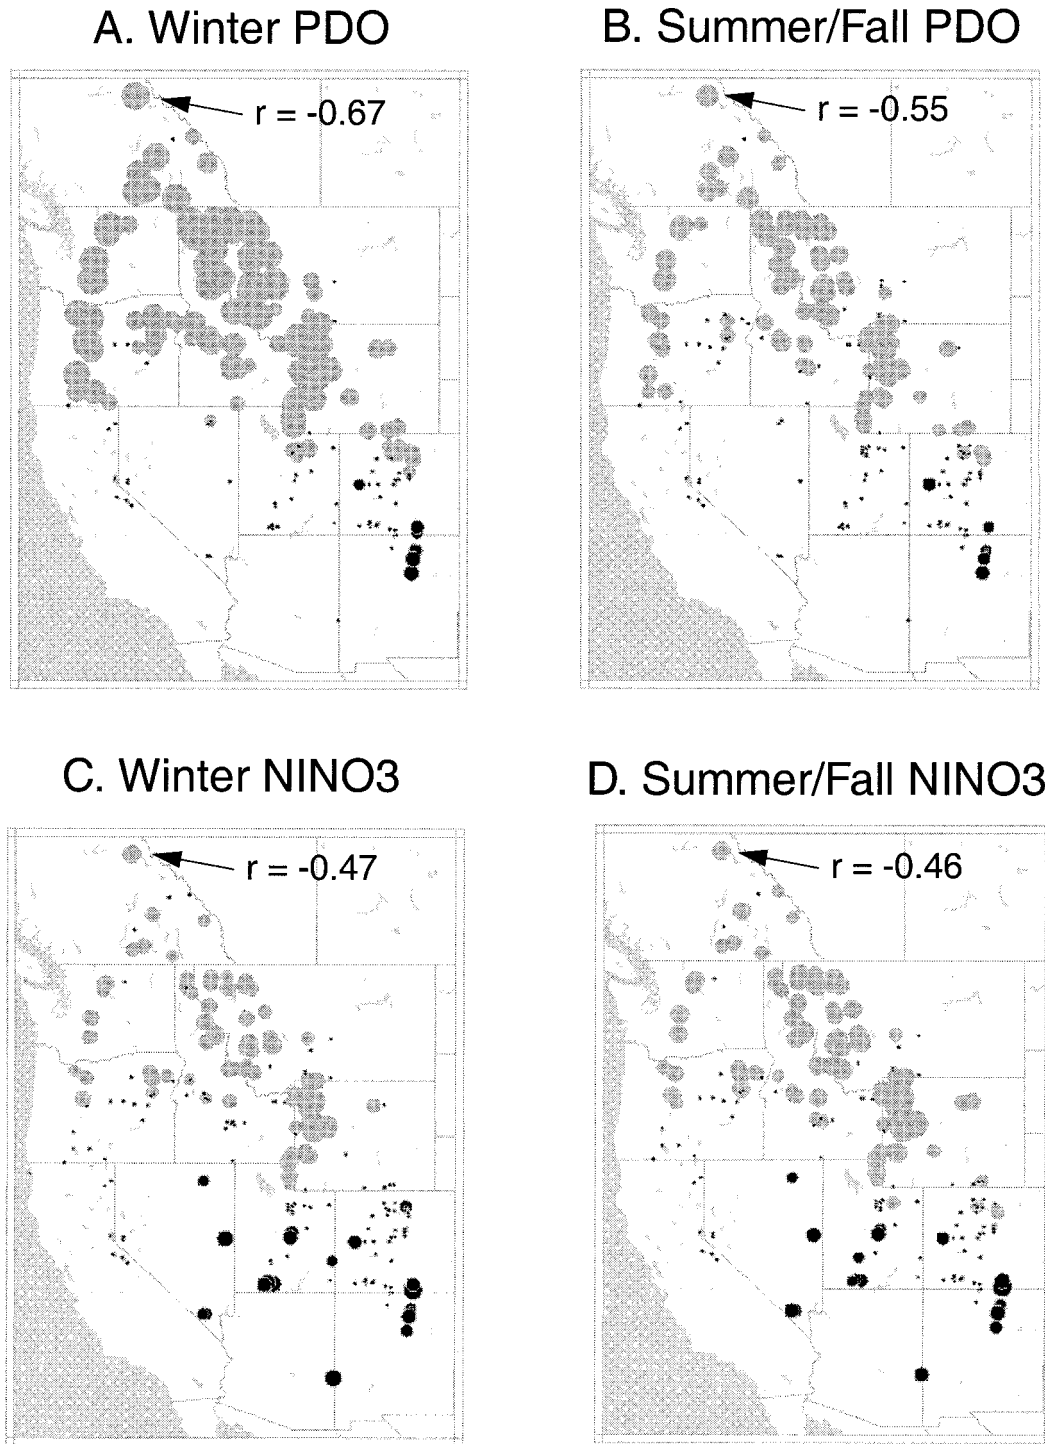 A. Winter PDO
B. Summer/Fall PDO
r = -0.67
r = -0.55
C. Winter NINO3
D. Summer/Fall NINO3
r = -0.47
r = -0.46